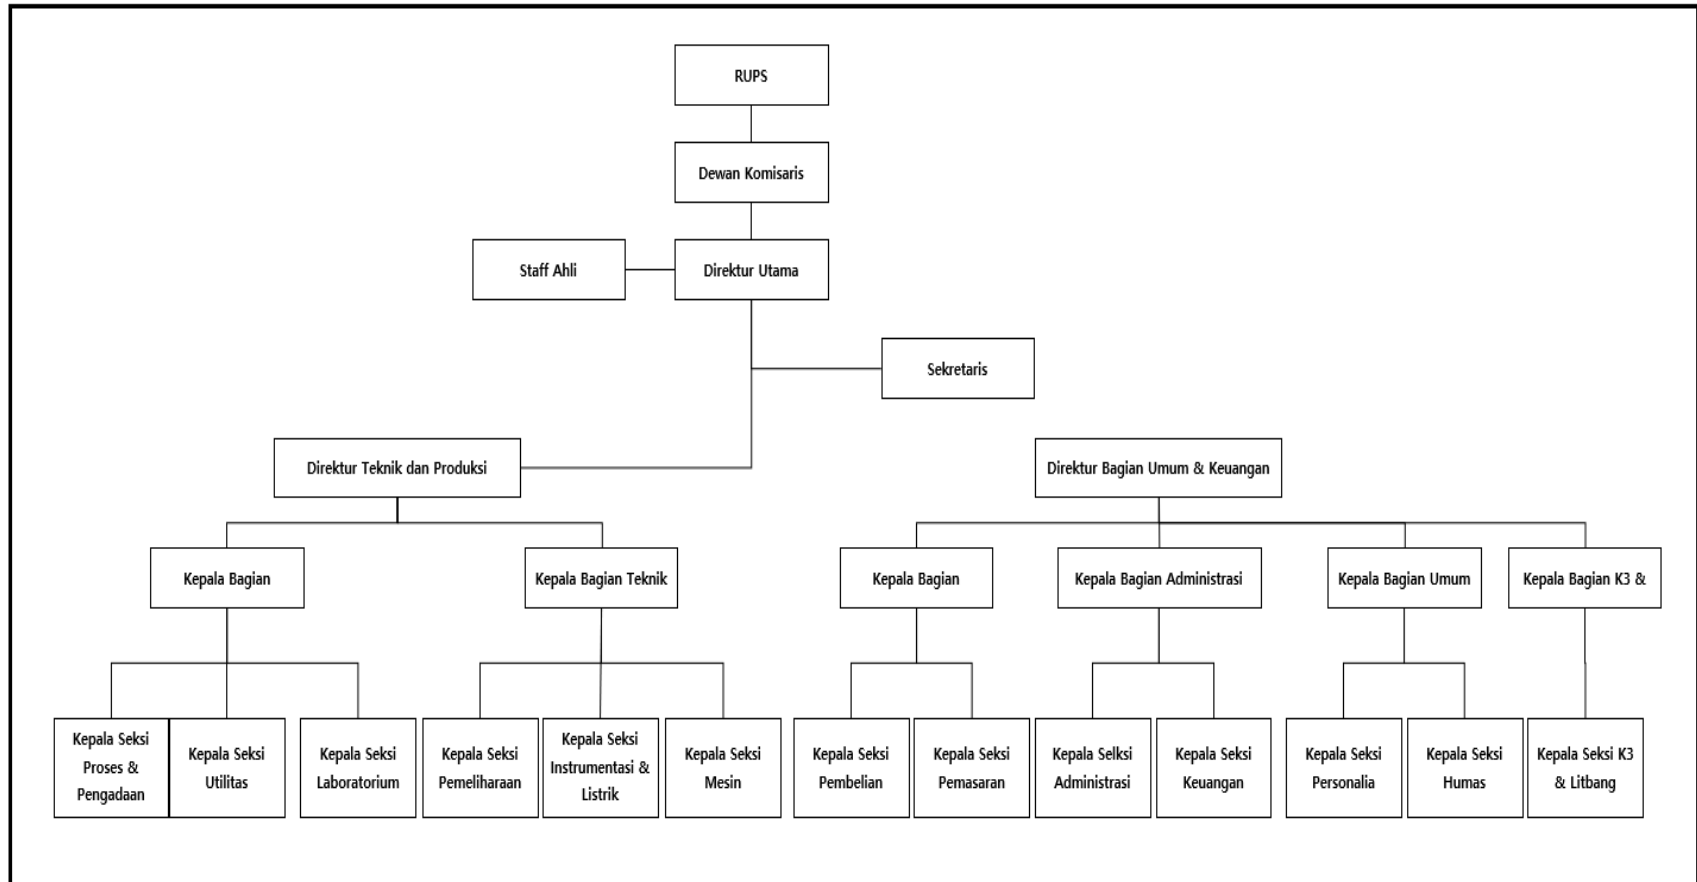 RUPS
Dewan Komisaris
Staff Ahli
Direktur Utama
Sekretaris
Direktur Teknik dan Produksi
Direktur Bagian Umum & Keuangan
Kepala Bagian
Kepala Bagian Teknik
Kepala Bagian
Kepala Bagian Administrasi
Kepala Bagian Umum
Kepala Bagian K3 &
Kepala Seksi
Proses &
Pengadaan
Kepala Seksi
Utilitas
Kepala Seksi
Laboratorium
Kepala Seksi
Pemeliharaan
Kepala Seksi
Instrumentasi &
Listrik
Kepala Seksi
Mesin
Kepala Seksi
Pembelian
Kepala Seksi
Pemasaran
Kepala Selksi
Administrasi
Kepala Seksi
Keuangan
Kepala Seksi
Personalia
Kepala Seksi
Humas
Kepala Seksi K3
& Litbang